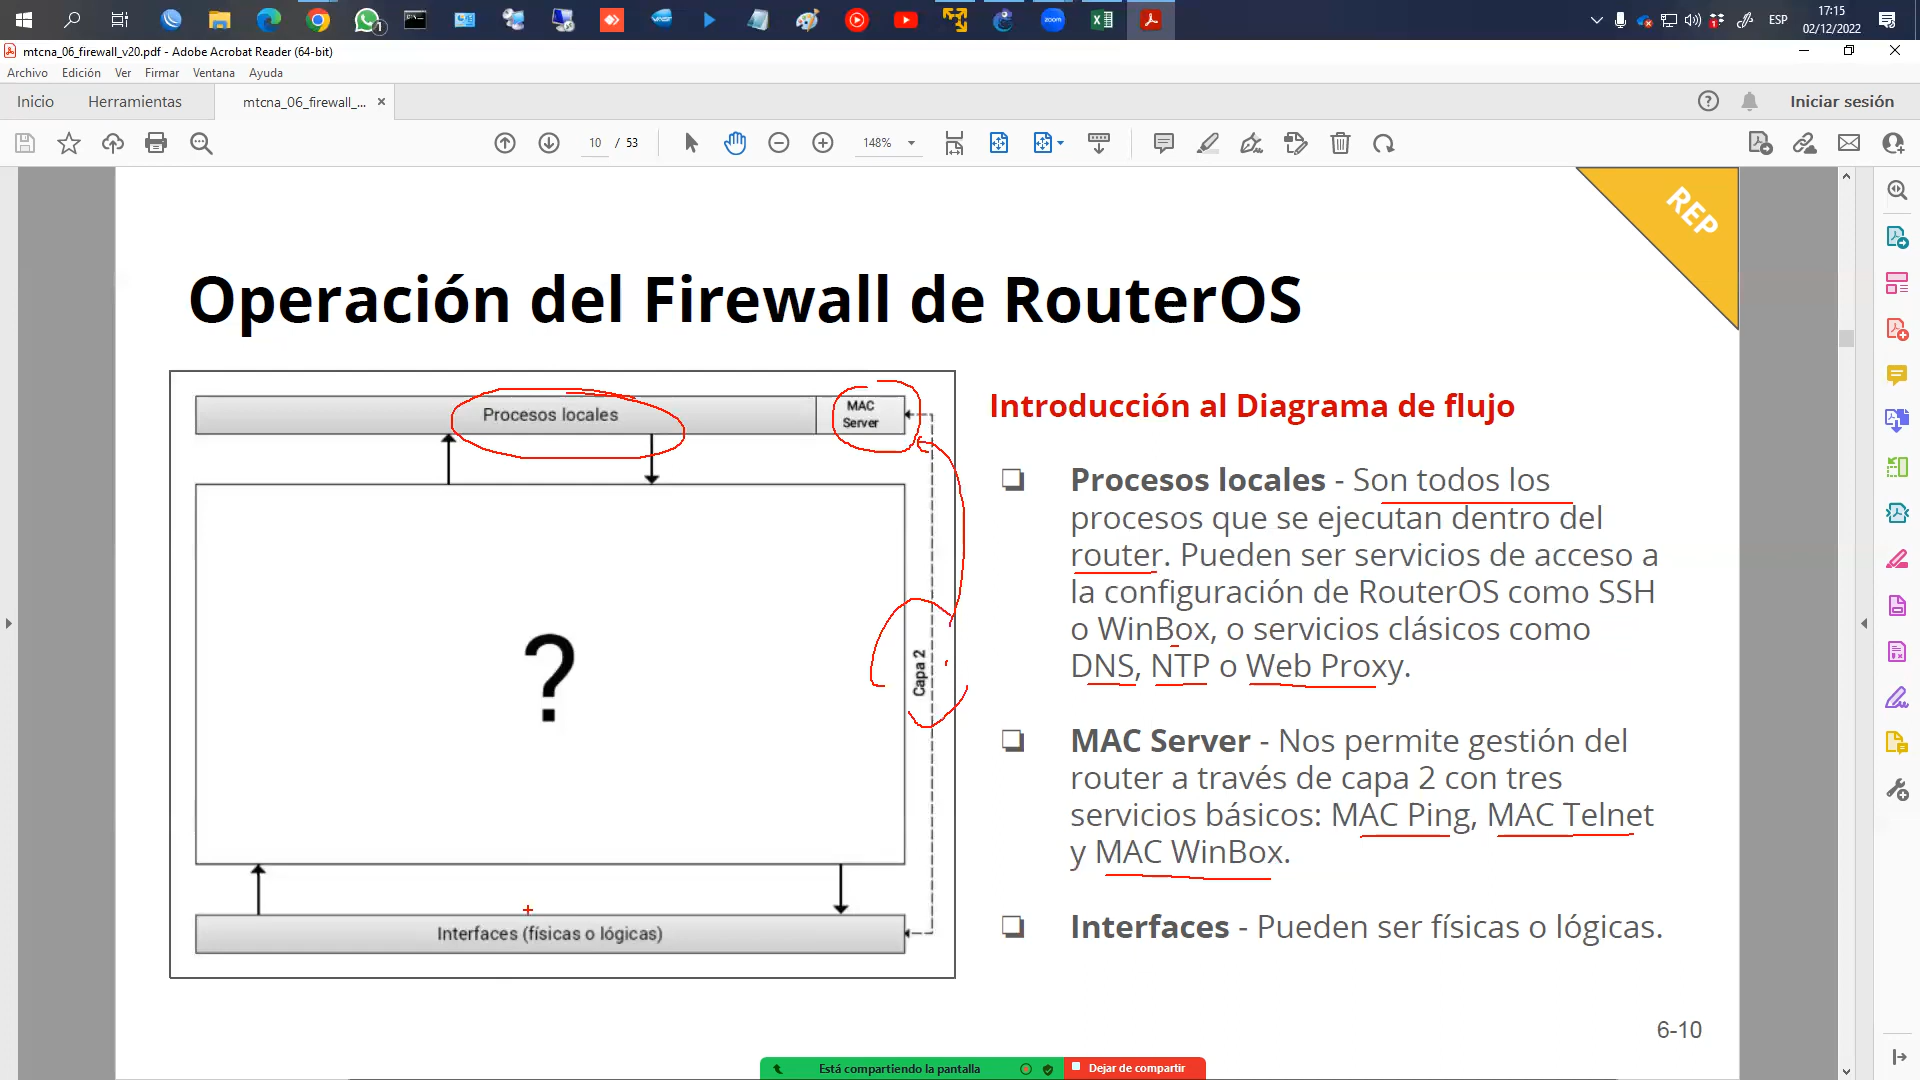 ESP
17:15
02/12/2022
mtcna_06_firewall_v20.pdf - Adobe Acrobat Reader (64-bit)
Archivo Edición Ver Firmar Ventana Ayuda
Inicio Herramientas mtcna_06_firewall_... Iniciar sesión
10 / 53 148%
REP
Operación del Firewall de RouterOS
Procesos locales
MAC
Server
?
Capa 2
Interfaces (físicas o lógicas)
Introducción al Diagrama de flujo
Procesos locales - Son todos los
procesos que se ejecutan dentro del
router. Pueden ser servicios de acceso a
la configuración de RouterOS como SSH
o WinBox, o servicios clásicos como
DNS, NTP o Web Proxy.
MAC Server - Nos permite gestión del
router a través de capa 2 con tres
servicios básicos: MAC Ping, MAC Telnet
y MAC WinBox.
Interfaces - Pueden ser físicas o lógicas.
6-10
Está compartiendo la pantalla Dejar de compartir